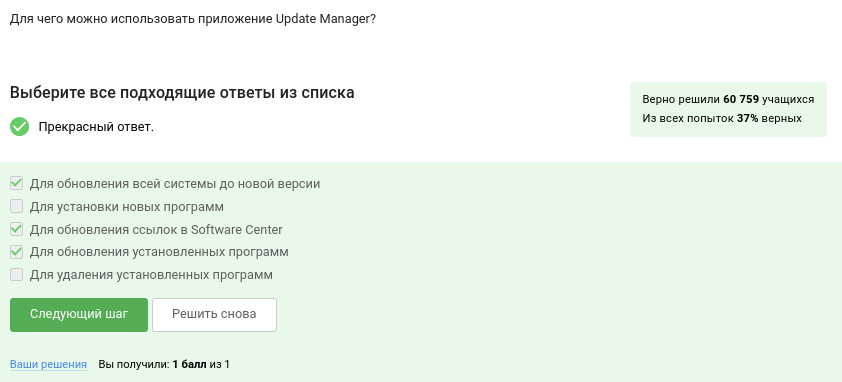 Для чего можно использовать приложение Update Manager?
Выберите все подходящие ответы из списка
Прекрасный ответ.
Верно решили 60 759 учащихся
Из всех попыток 37% верных
Для обновления всей системы до новой версии
Для установки новых программ
Для обновления ссылок в Software Center
Для обновления установленных программ
Для удаления установленных программ
Следующий шаг Решить снова
Ваши решения Вы получили: 1 балл из 1